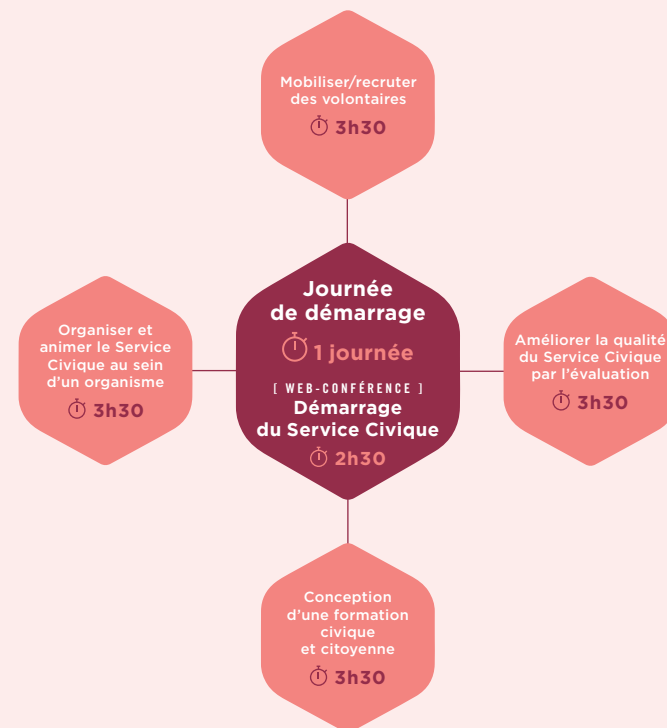 Mobiliser/recruter
des volontaires
3h30
Journée
de démarrage
1 journée
[ WEB-CONFÉRENCE ]
Démarrage
du Service Civique
2h30
Organiser et
animer le Service
Civique au sein
d'un organisme
3h30
Améliorer la qualité
du Service Civique
par l'évaluation
3h30
Conception
d'une formation
civique
et citoyenne
3h30